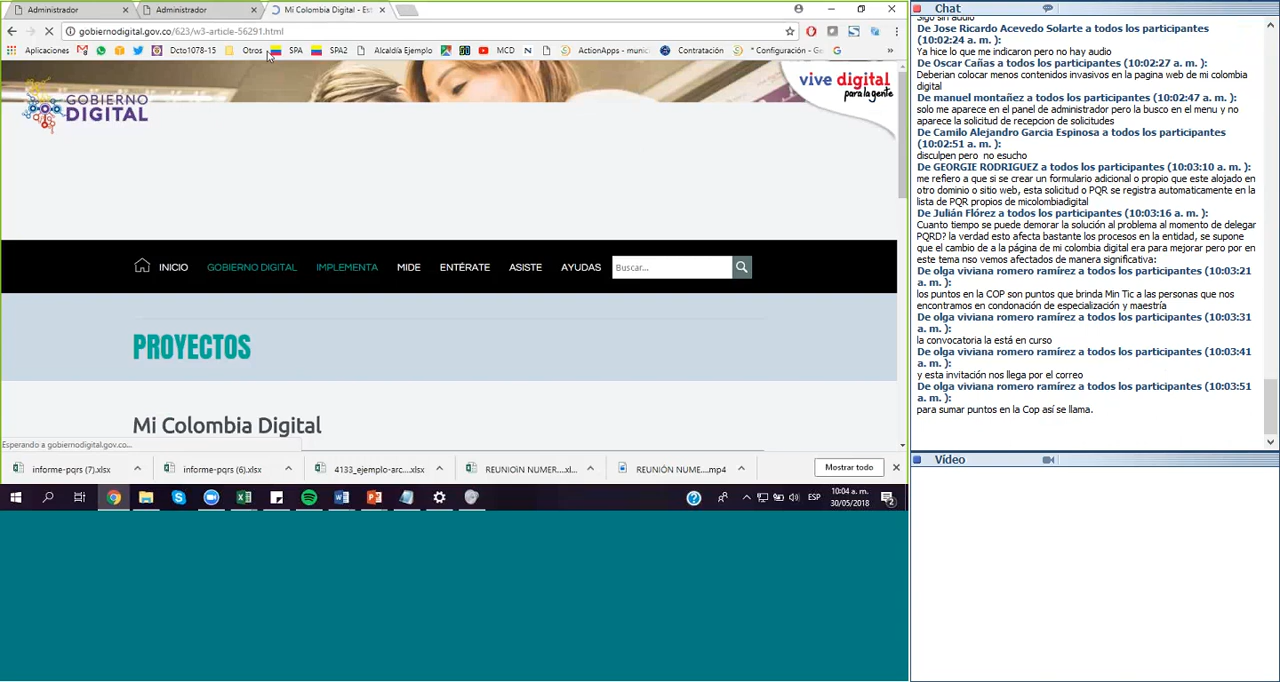 Administrador
Administrador
Mi Colombia Digital - Est
gobiernodigital.gov.co/623/w3-article-56291.html
Aplicaciones
Dcto1078-15
Otros
SPA
SPA2
Alcaldía Ejemplo
MCD
ActionApps - munic
Contratación
* Configuración - Ge
»
GOBIERNO
DIGITAL
vive digital
para la gente
INICIO
GOBIERNO DIGITAL
IMPLEMENTA
MIDE
ENTÉRATE
ASISTE
AYUDAS
Buscar...
PROYECTOS
Mi Colombia Digital
Esperando a gobiernodigital.gov.co...
informe-pqrs (7).xlsx
informe-pqrs (6).xlsx
4133_ejemplo-arc....xlsx
REUNIOIN NUMER....xl...
REUNIÓN NUME....mp4
Mostrar todo
ESP
10:04 a. m.
30/05/2018
Chat
sigo sin audio
De Jose Ricardo Acevedo Solarte a todos los participantes
(10:02:24 a. m. ):
Ya hice lo que me indicaron pero no hay audio
De Oscar Cañas a todos los participantes (10:02:27 a. m. ):
Deberian colocar menos contenidos invasivos en la pagina web de mi colombia
digital
De manuel montañez a todos los participantes (10:02:47 a. m. ):
solo me aparece en el panel de administrador pero la busco en el menu y no
aparece la solicitud de recepcion de solicitudes
De Camilo Alejandro Garcia Espinosa a todos los participantes
(10:02:51 a. m. ):
disculpen pero  no esucho
De GEORGIE RODRIGUEZ a todos los participantes (10:03:10 a. m. ):
me refiero a que si se crear un formulario adicional o propio que este alojado en
otro dominio o sitio web, esta solicitud o PQR se registra automaticamente en la
lista de PQR propios de micolombiadigital
De Julián Flórez a todos los participantes (10:03:16 a. m. ):
Cuanto tiempo se puede demorar la solución al problema al momento de delegar
PQRD? la verdad esto afecta bastante los procesos en la entidad, se supone
que el cambio de a la página de mi colombia digital era para mejorar pero por en
este tema nso vemos afectados de manera significativa:
De olga viviana romero ramírez a todos los participantes (10:03:21
a. m. ):
los puntos en la COP son puntos que brinda Min Tic a las personas que nos
encontramos en condonación de especialización y maestría
De olga viviana romero ramírez a todos los participantes (10:03:31
a. m. ):
la convocatoria la está en curso
De olga viviana romero ramírez a todos los participantes (10:03:41
a. m. ):
y esta invitación nos llega por el correo
De olga viviana romero ramírez a todos los participantes (10:03:51
a. m. ):
para sumar puntos en la Cop así se llama.
Vídeo